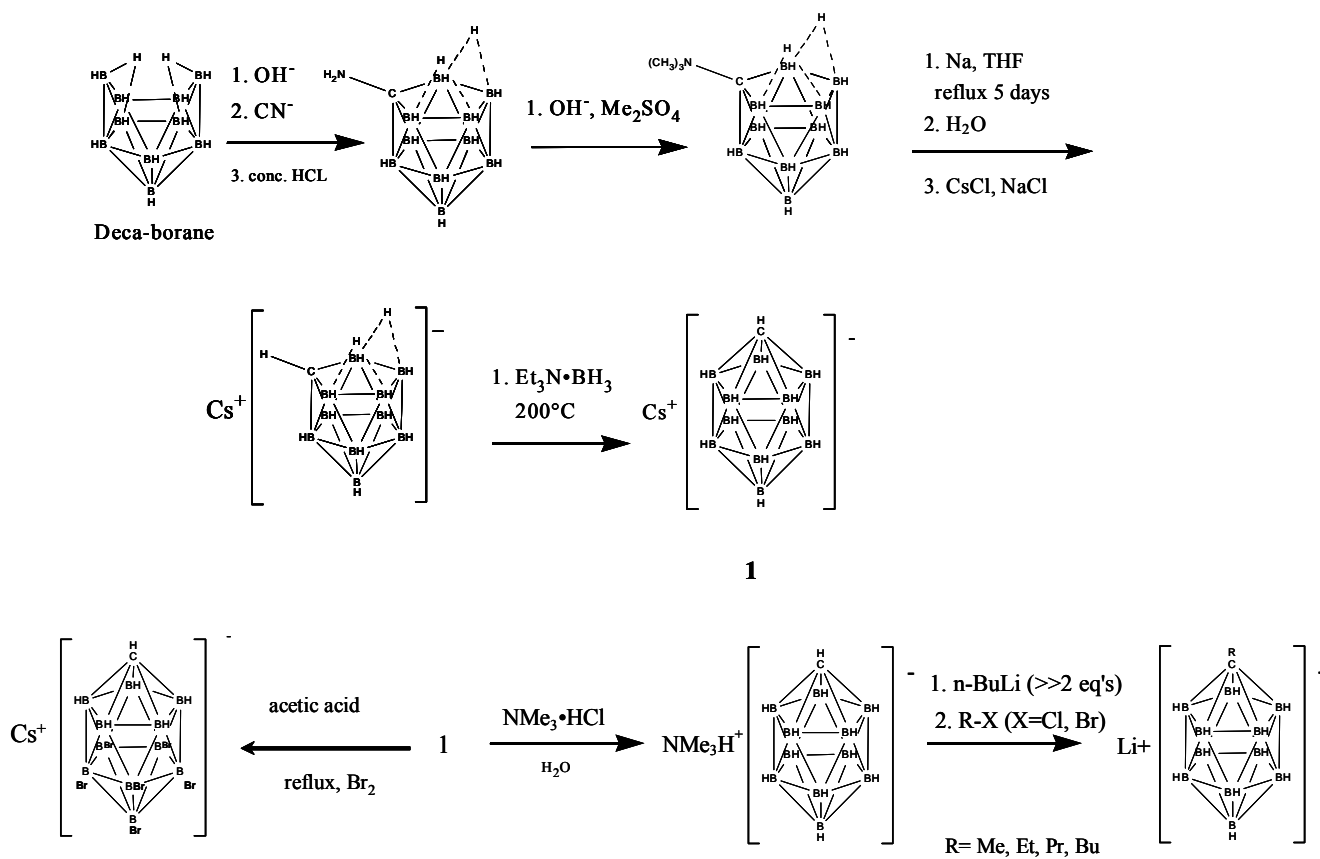 H H
HB BH
BH BH
BH BH
HB BH
BH
B
H
Deca-borane
1. OH⁻
2. CN⁻
3. conc. HCL
H
H
H₂N BH
C BH
BH BH
BH BH
HB BH
BH
B
H
1. OH⁻, Me₂SO₄
H
H
(CH₃)₃N BH
C BH
BH BH
BH BH
HB BH
BH
B
H
1. Na, THF
reflux 5 days
2. H₂O
3. CsCl, NaCl
Cs⁺
H
H
H BH
C BH
BH BH
BH BH
HB BH
BH
B
H
−
1. Et₃N•BH₃
200°C
Cs⁺
H
C
BH
HB BH
BH BH
BH BH
HB BH
BH
B
H
-
1
Cs⁺
H
C
BH
HB BH
BH BH
BBr BBr
B B
Br BBr Br
B
Br
-
acetic acid
reflux, Br₂
1
NMe₃•HCl
H₂O
NMe₃H⁺
H
C
BH
HB BH
BH BH
BH BH
HB BH
BH
B
H
-
1. n-BuLi (>>2 eq's)
2. R-X (X=Cl, Br)
Li+
R
C
BH
HB BH
BH BH
BH BH
HB BH
BH
B
H
-
R= Me, Et, Pr, Bu